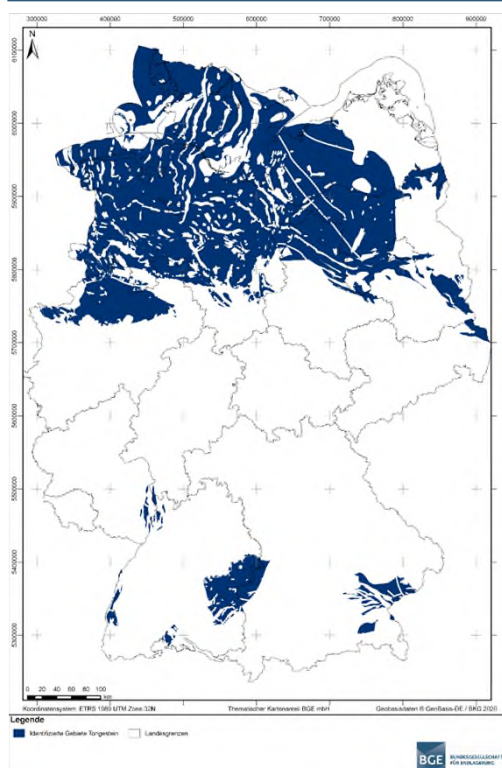 300000 400000 500000 600000 700000 800000 900000
N
6100000
6000000
5900000
5800000
5700000
5600000
5500000
5400000
5300000
0 20 40 60 80 100
km
Koordinatensystem: ETRS 1989 UTM Zone 32N Thematischer Kartenserver BGE mbH Geobasisdaten © GeoBasis-DE / BKG 2020
Legende
Identifizierte Gebiete Tongestein Landesgrenzen
BGE BUNDESGESELLSCHAFT
FÜR ENDLAGERUNG